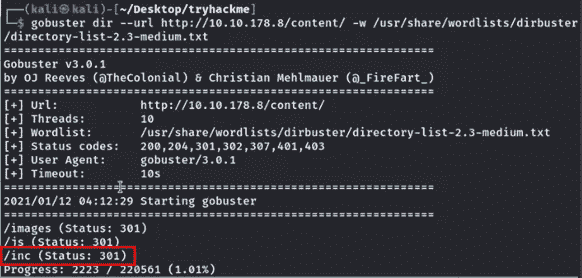 (kali㉿kali)-[~/Desktop/tryhackme]
$ gobuster dir --url http://10.10.178.8/content/ -w /usr/share/wordlists/dirbuster
/directory-list-2.3-medium.txt
===============================================================
Gobuster v3.0.1
by OJ Reeves (@TheColonial) & Christian Mehlmauer (@_FireFart_)
===============================================================
[+] Url:            http://10.10.178.8/content/
[+] Threads:        10
[+] Wordlist:       /usr/share/wordlists/dirbuster/directory-list-2.3-medium.txt
[+] Status codes:   200,204,301,302,307,401,403
[+] User Agent:     gobuster/3.0.1
[+] Timeout:        10s
===============================================================
2021/01/12 04:12:29 Starting gobuster
===============================================================
/images (Status: 301)
/js (Status: 301)
/inc (Status: 301)
Progress: 2223 / 220561 (1.01%)